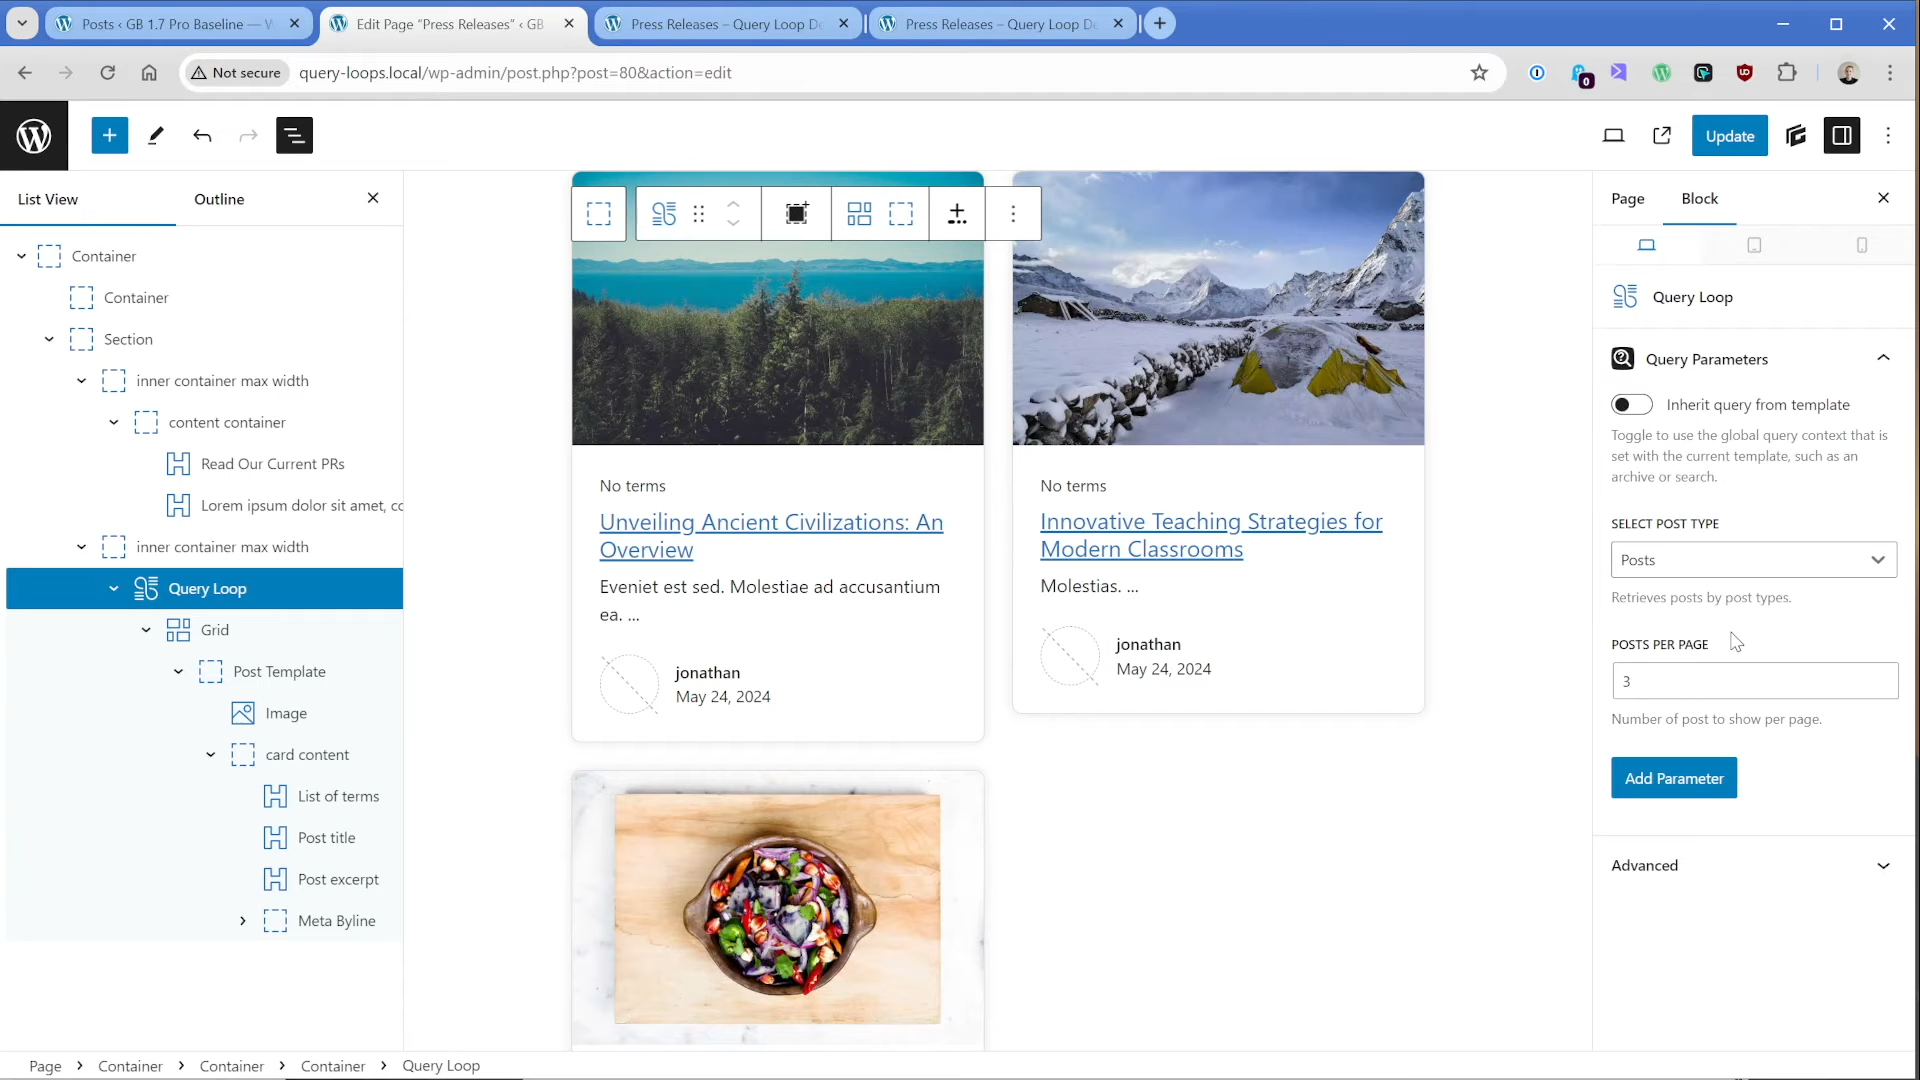 Posts ‹ GB 1.7 Pro Baseline — W
Edit Page “Press Releases” ‹ GB
Press Releases – Query Loop De
Press Releases – Query Loop De
Not secure
query-loops.local/wp-admin/post.php?post=80&action=edit
0
Update
List View
Outline
Page
Block
Container
Container
Section
inner container max width
content container
Read Our Current PRs
Lorem ipsum dolor sit amet, co
inner container max width
Query Loop
Grid
Post Template
Image
card content
List of terms
Post title
Post excerpt
Meta Byline
No terms
Unveiling Ancient Civilizations: An
Overview
Eveniet est sed. Molestiae ad accusantium
ea. ...
jonathan
May 24, 2024
No terms
Innovative Teaching Strategies for
Modern Classrooms
Molestias. ...
jonathan
May 24, 2024
Query Loop
Query Parameters
Inherit query from template
Toggle to use the global query context that is
set with the current template, such as an
archive or search.
SELECT POST TYPE
Posts
Retrieves posts by post types.
POSTS PER PAGE
3
Number of post to show per page.
Add Parameter
Advanced
Page
Container
Container
Container
Query Loop